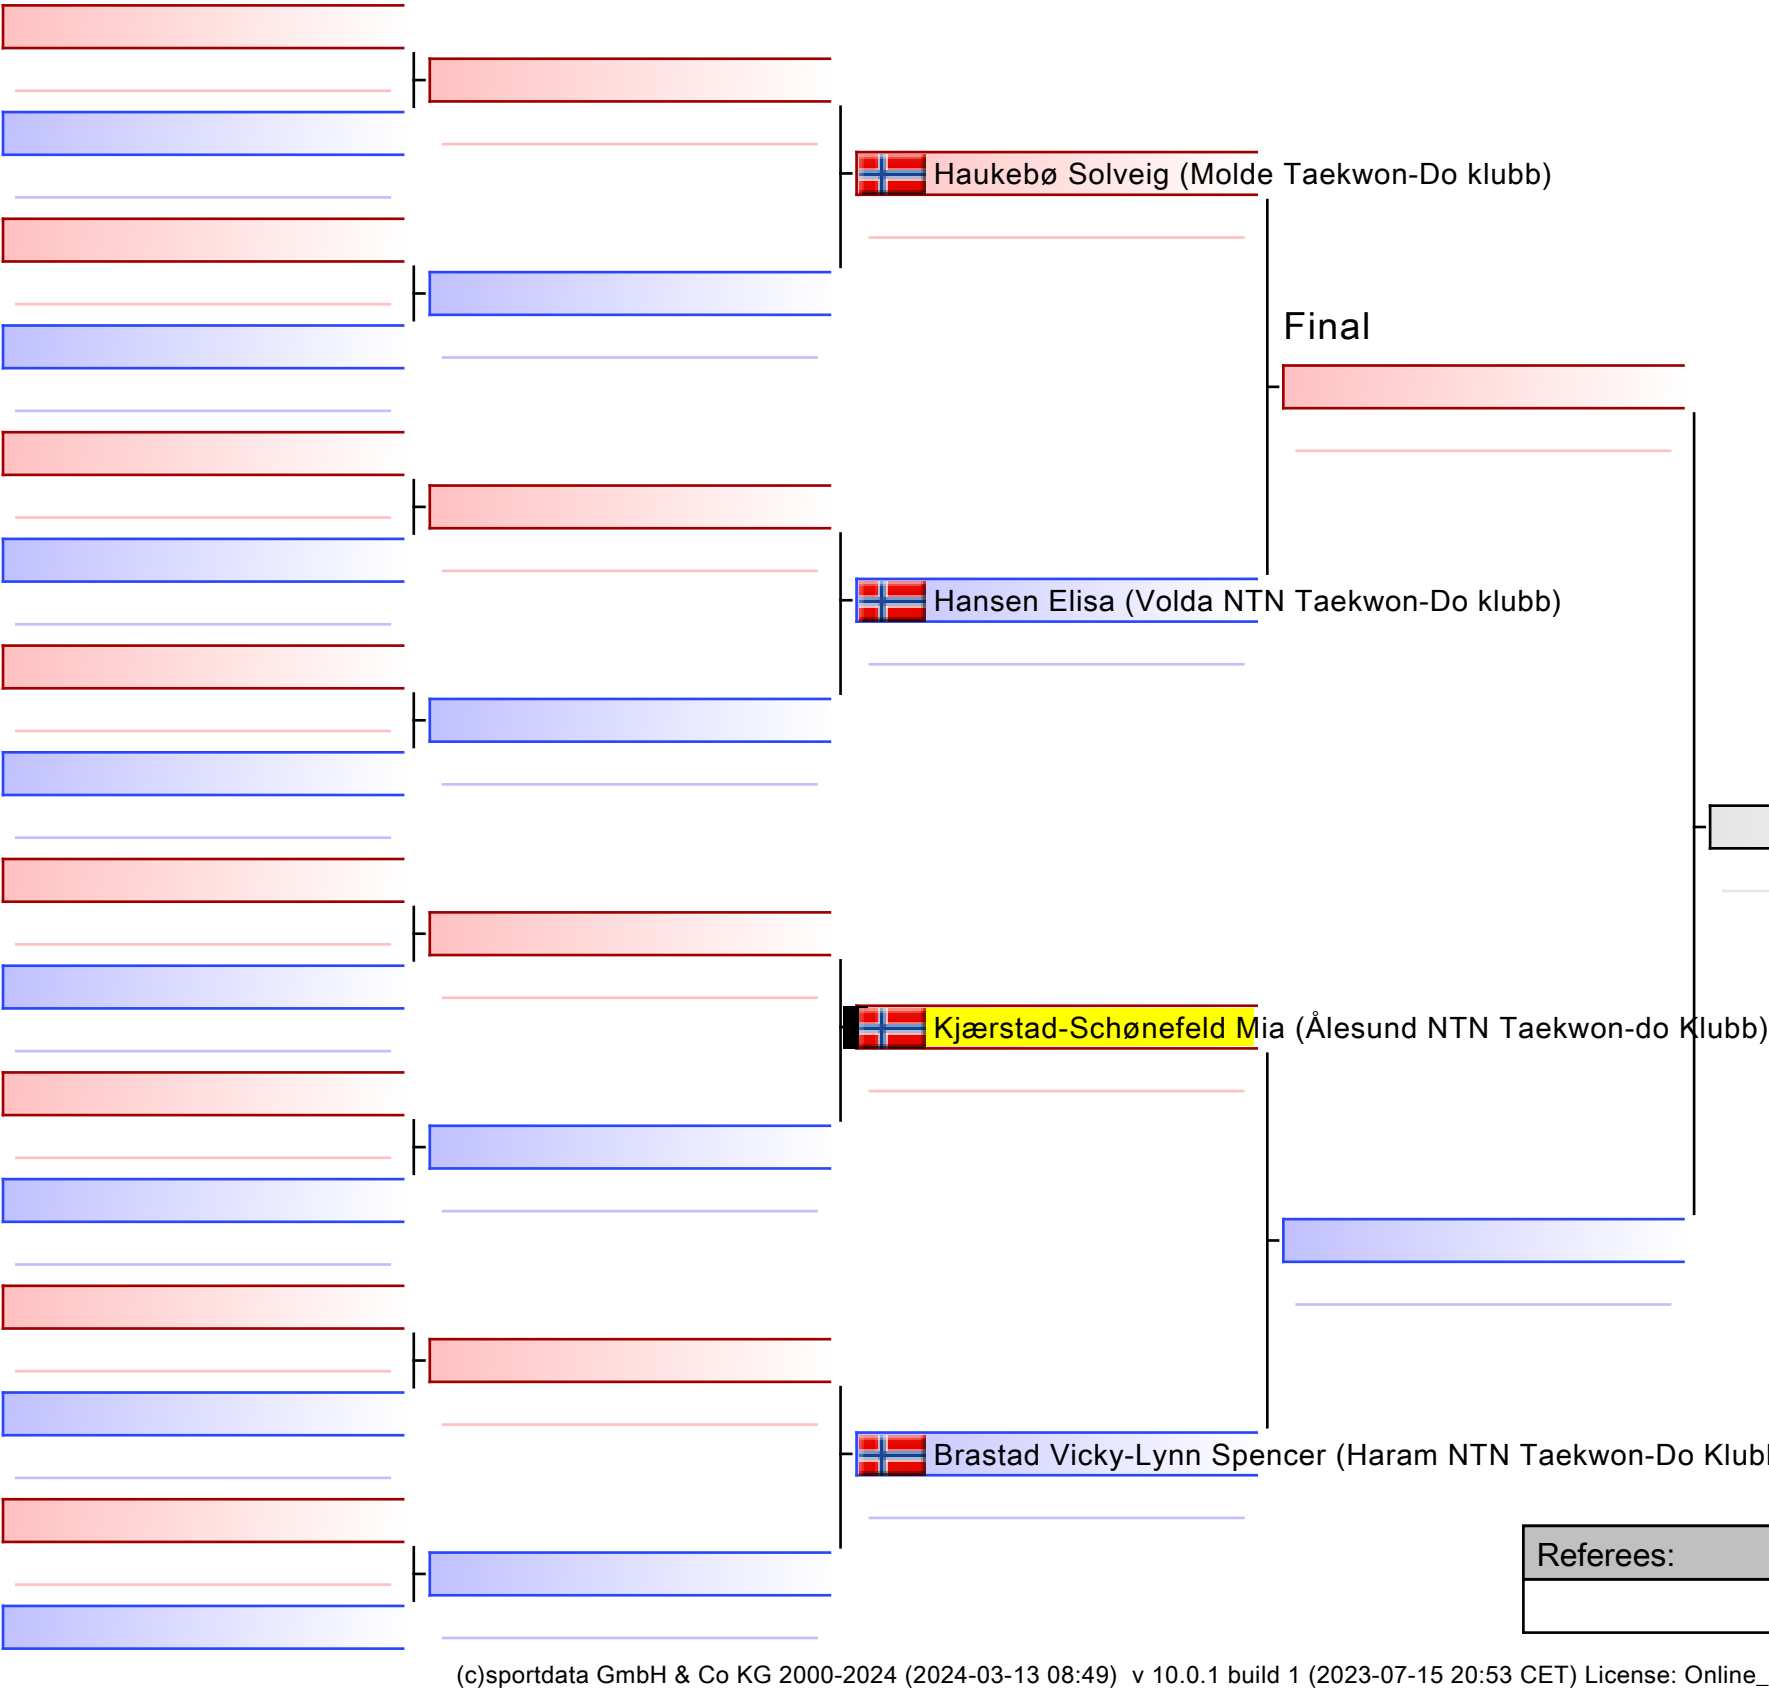 Haukebø Solveig (Molde Taekwon-Do klubb)
Final
Hansen Elisa (Volda NTN Taekwon-Do klubb)
Kjærstad-Schønefeld Mia (Ålesund NTN Taekwon-do Klubb)
Brastad Vicky-Lynn Spencer (Haram NTN Taekwon-Do Klub
Referees:
(c)sportdata GmbH & Co KG 2000-2024 (2024-03-13 08:49) v 10.0.1 build 1 (2023-07-15 20:53 CET) License: Online_